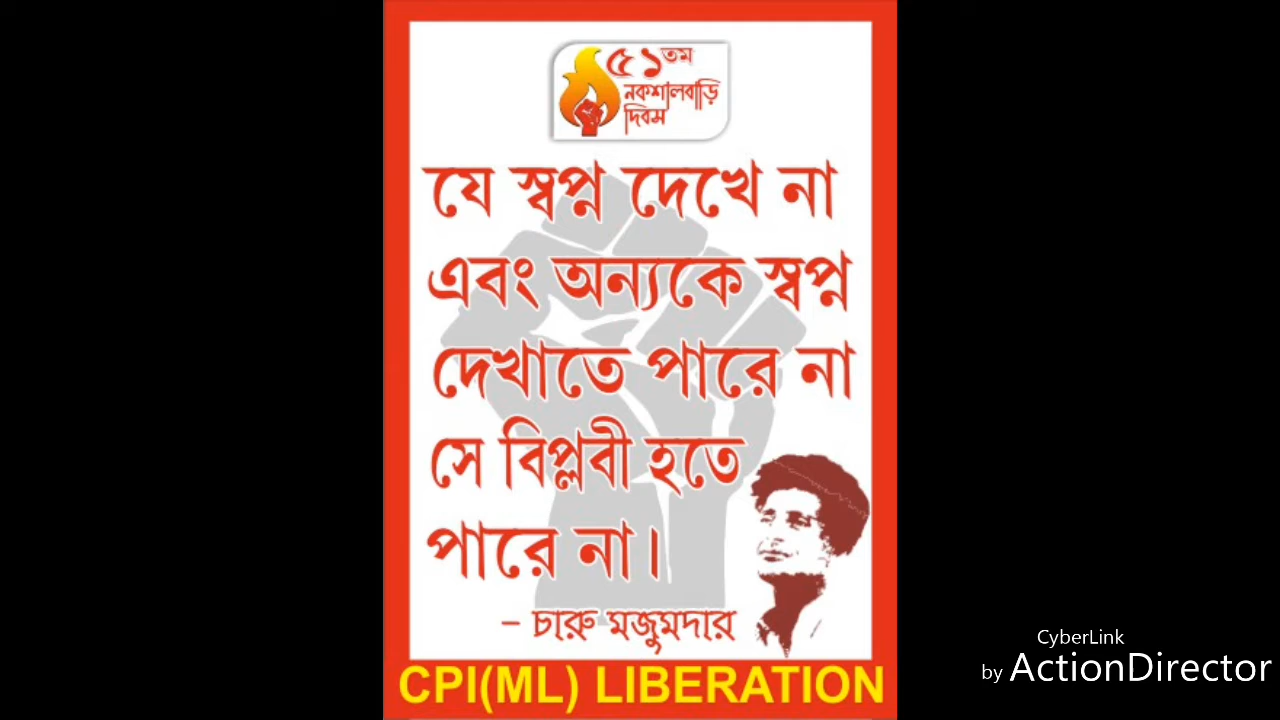 ৫১তম
নকশালবাড়ি
দিবস
যে স্বপ্ন দেখে না
এবং অন্যকে স্বপ্ন
দেখাতে পারে না
সে বিপ্লবী হতে
পারে না।
– চারু মজুমদার
CPI(ML) LIBERATION
CyberLink
by ActionDirector